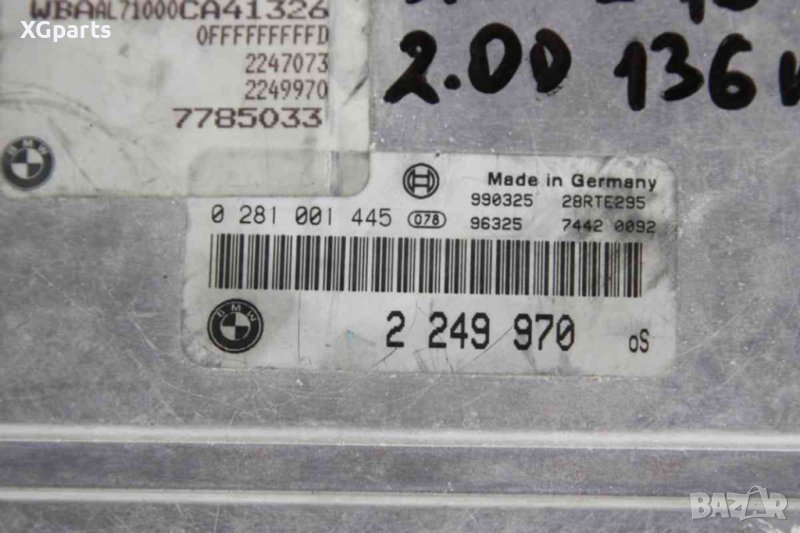 XGparts
WBAAL71000CA41326
0FFFFFFFFFD
2247073
2249970
7785033
2.0D 136
Made in Germany
990325 28RTE295
0 281 001 445 078 96325 7442 0092
BMW
2 249 970 oS
BAZAR